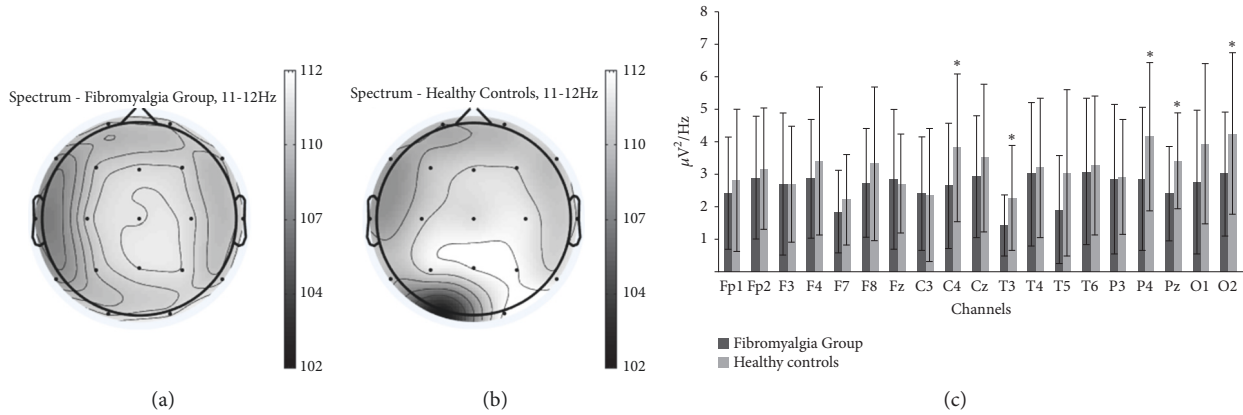 Spectrum - Fibromyalgia Group, 11-12Hz
112
110
107
104
102
(a)
Spectrum - Healthy Controls, 11-12Hz
112
110
107
104
102
(b)
μV²/Hz
8
7
6
5
4
3
2
1
* * * * *
Fp1 Fp2 F3 F4 F7 F8 Fz C3 C4 Cz T3 T4 T5 T6 P3 P4 Pz O1 O2
Channels
Fibromyalgia Group
Healthy controls
(c)